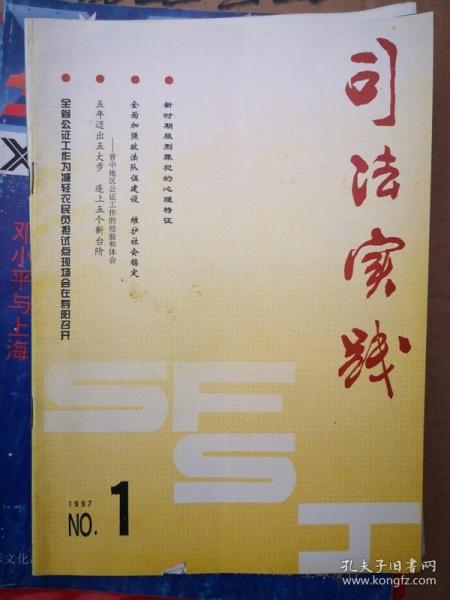 司法实践
新时期服刑罪犯的心理特征
全面加强政法队伍建设 维护社会稳定
五年迈出五大步 连上五个新台阶
——晋中地区公证工作的经验和体会
全省公证工作为减轻农民负担试点现场会在寿阳召开
SFSJ
1997
NO.1
邓小平与上海
孔夫子旧书网
www.kongfz.com